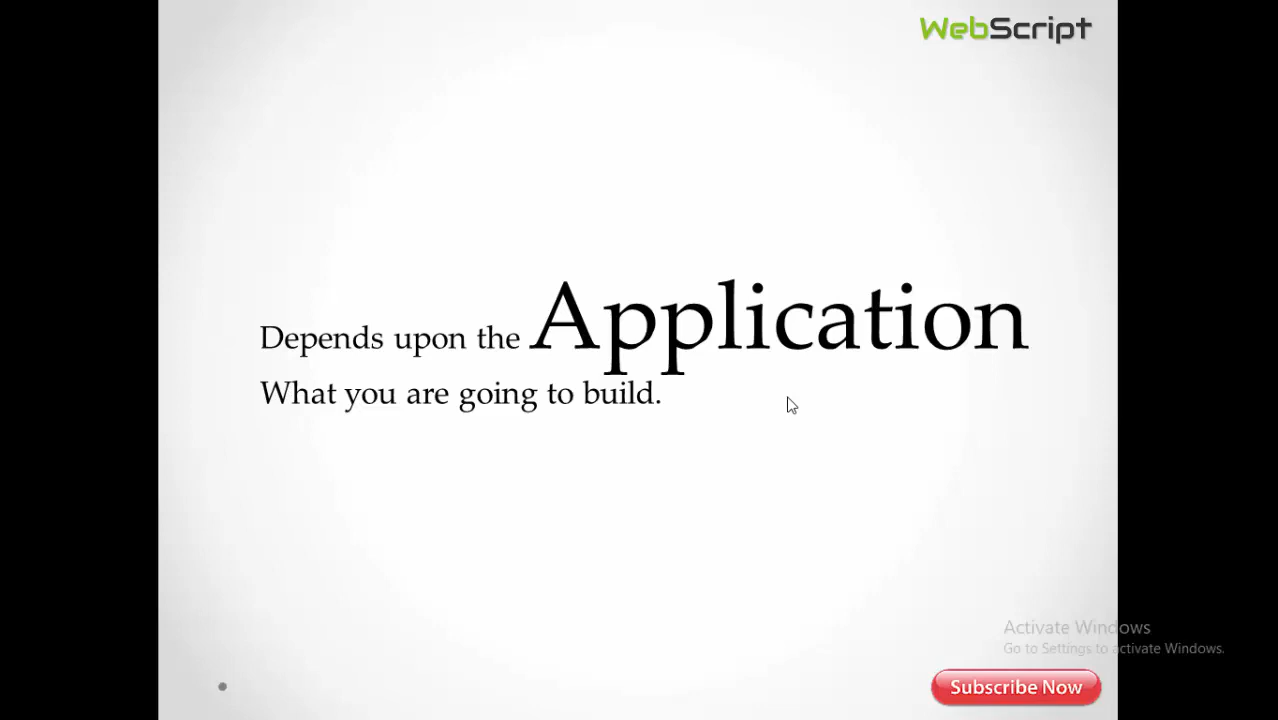 WebScript
Depends upon the Application
What you are going to build.
Activate Windows
Go to Settings to activate Windows.
Subscribe Now